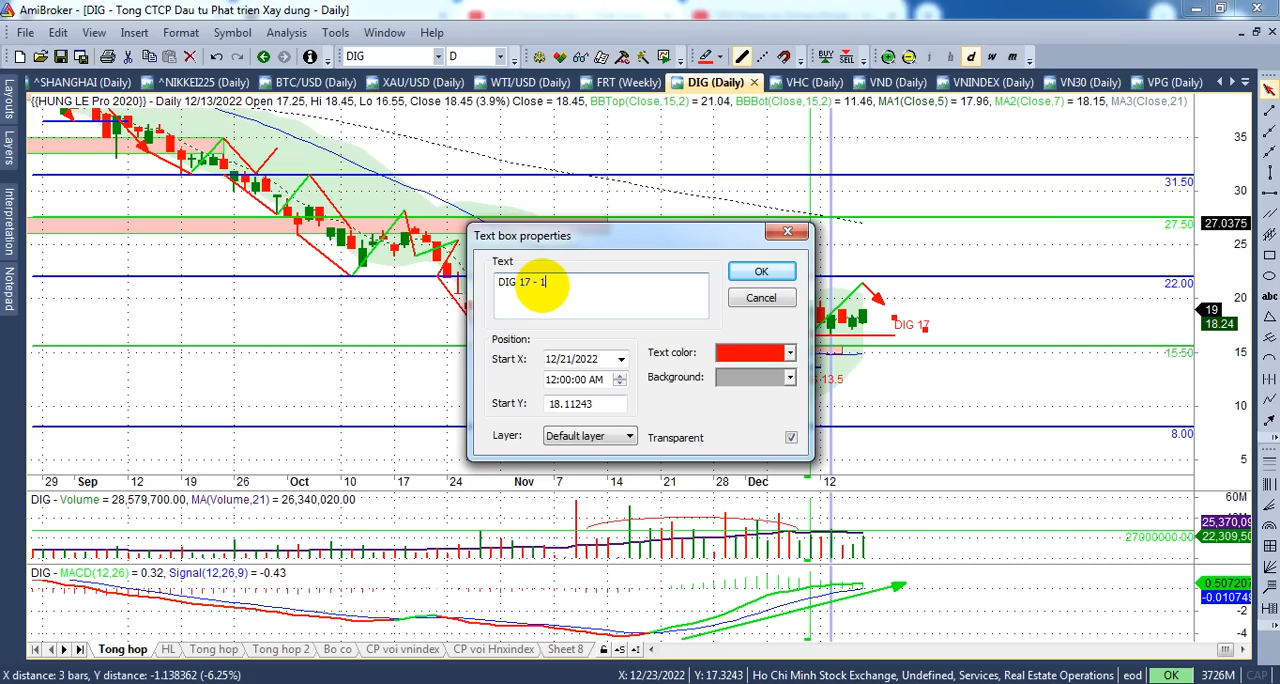 AmiBroker - [DIG - Tong CTCP Dau tu Phat trien Xay dung - Daily]
File Edit View Insert Format Symbol Analysis Tools Window Help
DIG D BUY SELL i h d w m
^SHANGHAI (Daily) ^NIKKEI225 (Daily) BTC/USD (Daily) XAU/USD (Daily) WTI/USD (Daily) FRT (Weekly) DIG (Daily) VHC (Daily) VND (Daily) VNINDEX (Daily) VN30 (Daily) VPG (Daily)
{{HUNG LE Pro 2020}} - Daily 12/13/2022 Open 17.25, Hi 18.45, Lo 16.55, Close 18.45 (3.9%) Close = 18.45, BBTop(Close,15,2) = 21.04, BBBot(Close,15,2) = 11.46, MA1(Close,5) = 17.96, MA2(Close,7) = 18.15, MA3(Close,21)
Layouts
Layers
Interpretation
Notepad
35
31.50
30
27.50
27.0375
25
22.00
20
19
18.24
15.50
15
10
8.00
5
abc
Text box properties
Text
DIG 17 - 1
OK
Cancel
Position:
Start X: 12/21/2022
12:00:00 AM
Start Y: 18.11243
Text color:
Background:
Layer: Default layer
Transparent
DIG 17
13.5
29 Sep 7 12 19 26 Oct 10 17 24 Nov 7 14 21 28 Dec 12
DIG - Volume = 28,579,700.00, MA(Volume,21) = 26,340,020.00
60M
27000000.00
22,309,50
DIG - MACD(12,26) = 0.32, Signal(12,26,9) = -0.43
0.507207
-0.010749
-2
-4
Tong hop HL Tong hop Tong hop 2 Bo co CP voi vnindex CP voi Hnxindex Sheet 8
X distance: 3 bars, Y distance: -1.138362 (-6.25%) X: 12/23/2022 Y: 17.3243 Ho Chi Minh Stock Exchange, Undefined, Services, Real Estate Operations eod OK 3726M CAP